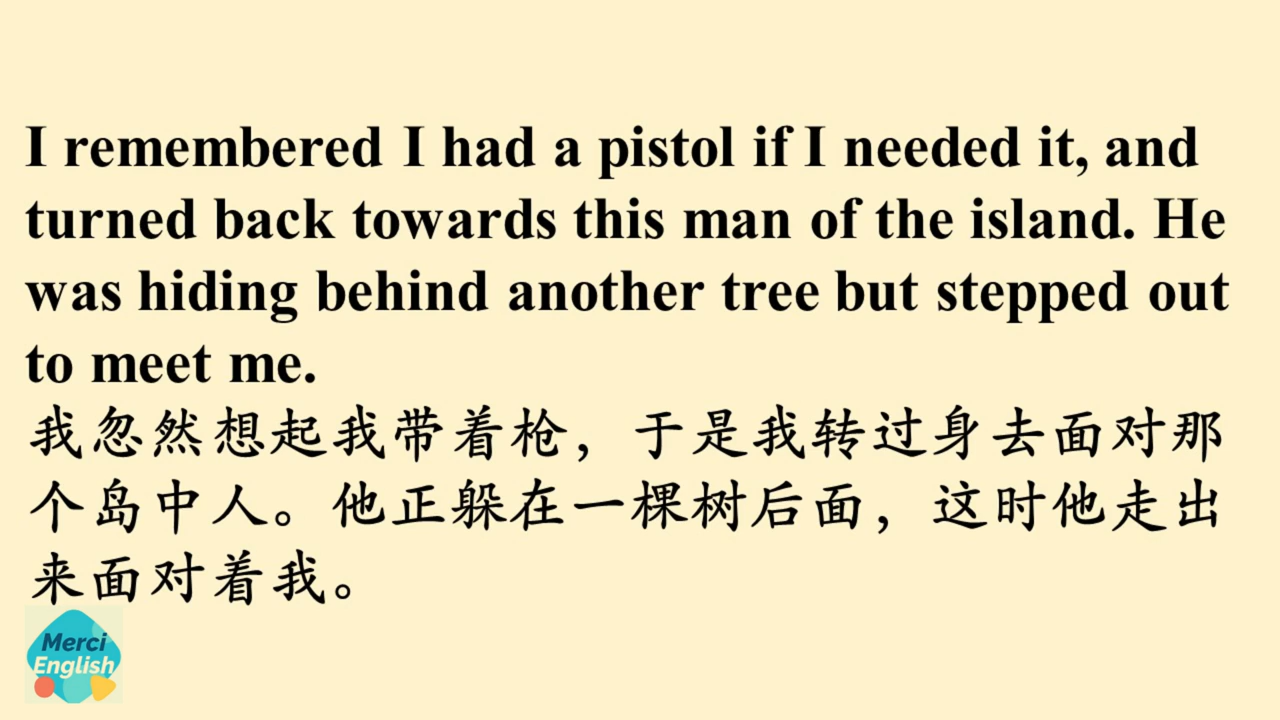 I remembered I had a pistol if I needed it, and
turned back towards this man of the island. He
was hiding behind another tree but stepped out
to meet me.
我忽然想起我带着枪，于是我转过身去面对那
个岛中人。他正躲在一棵树后面，这时他走出
来面对着我。
Merci
English